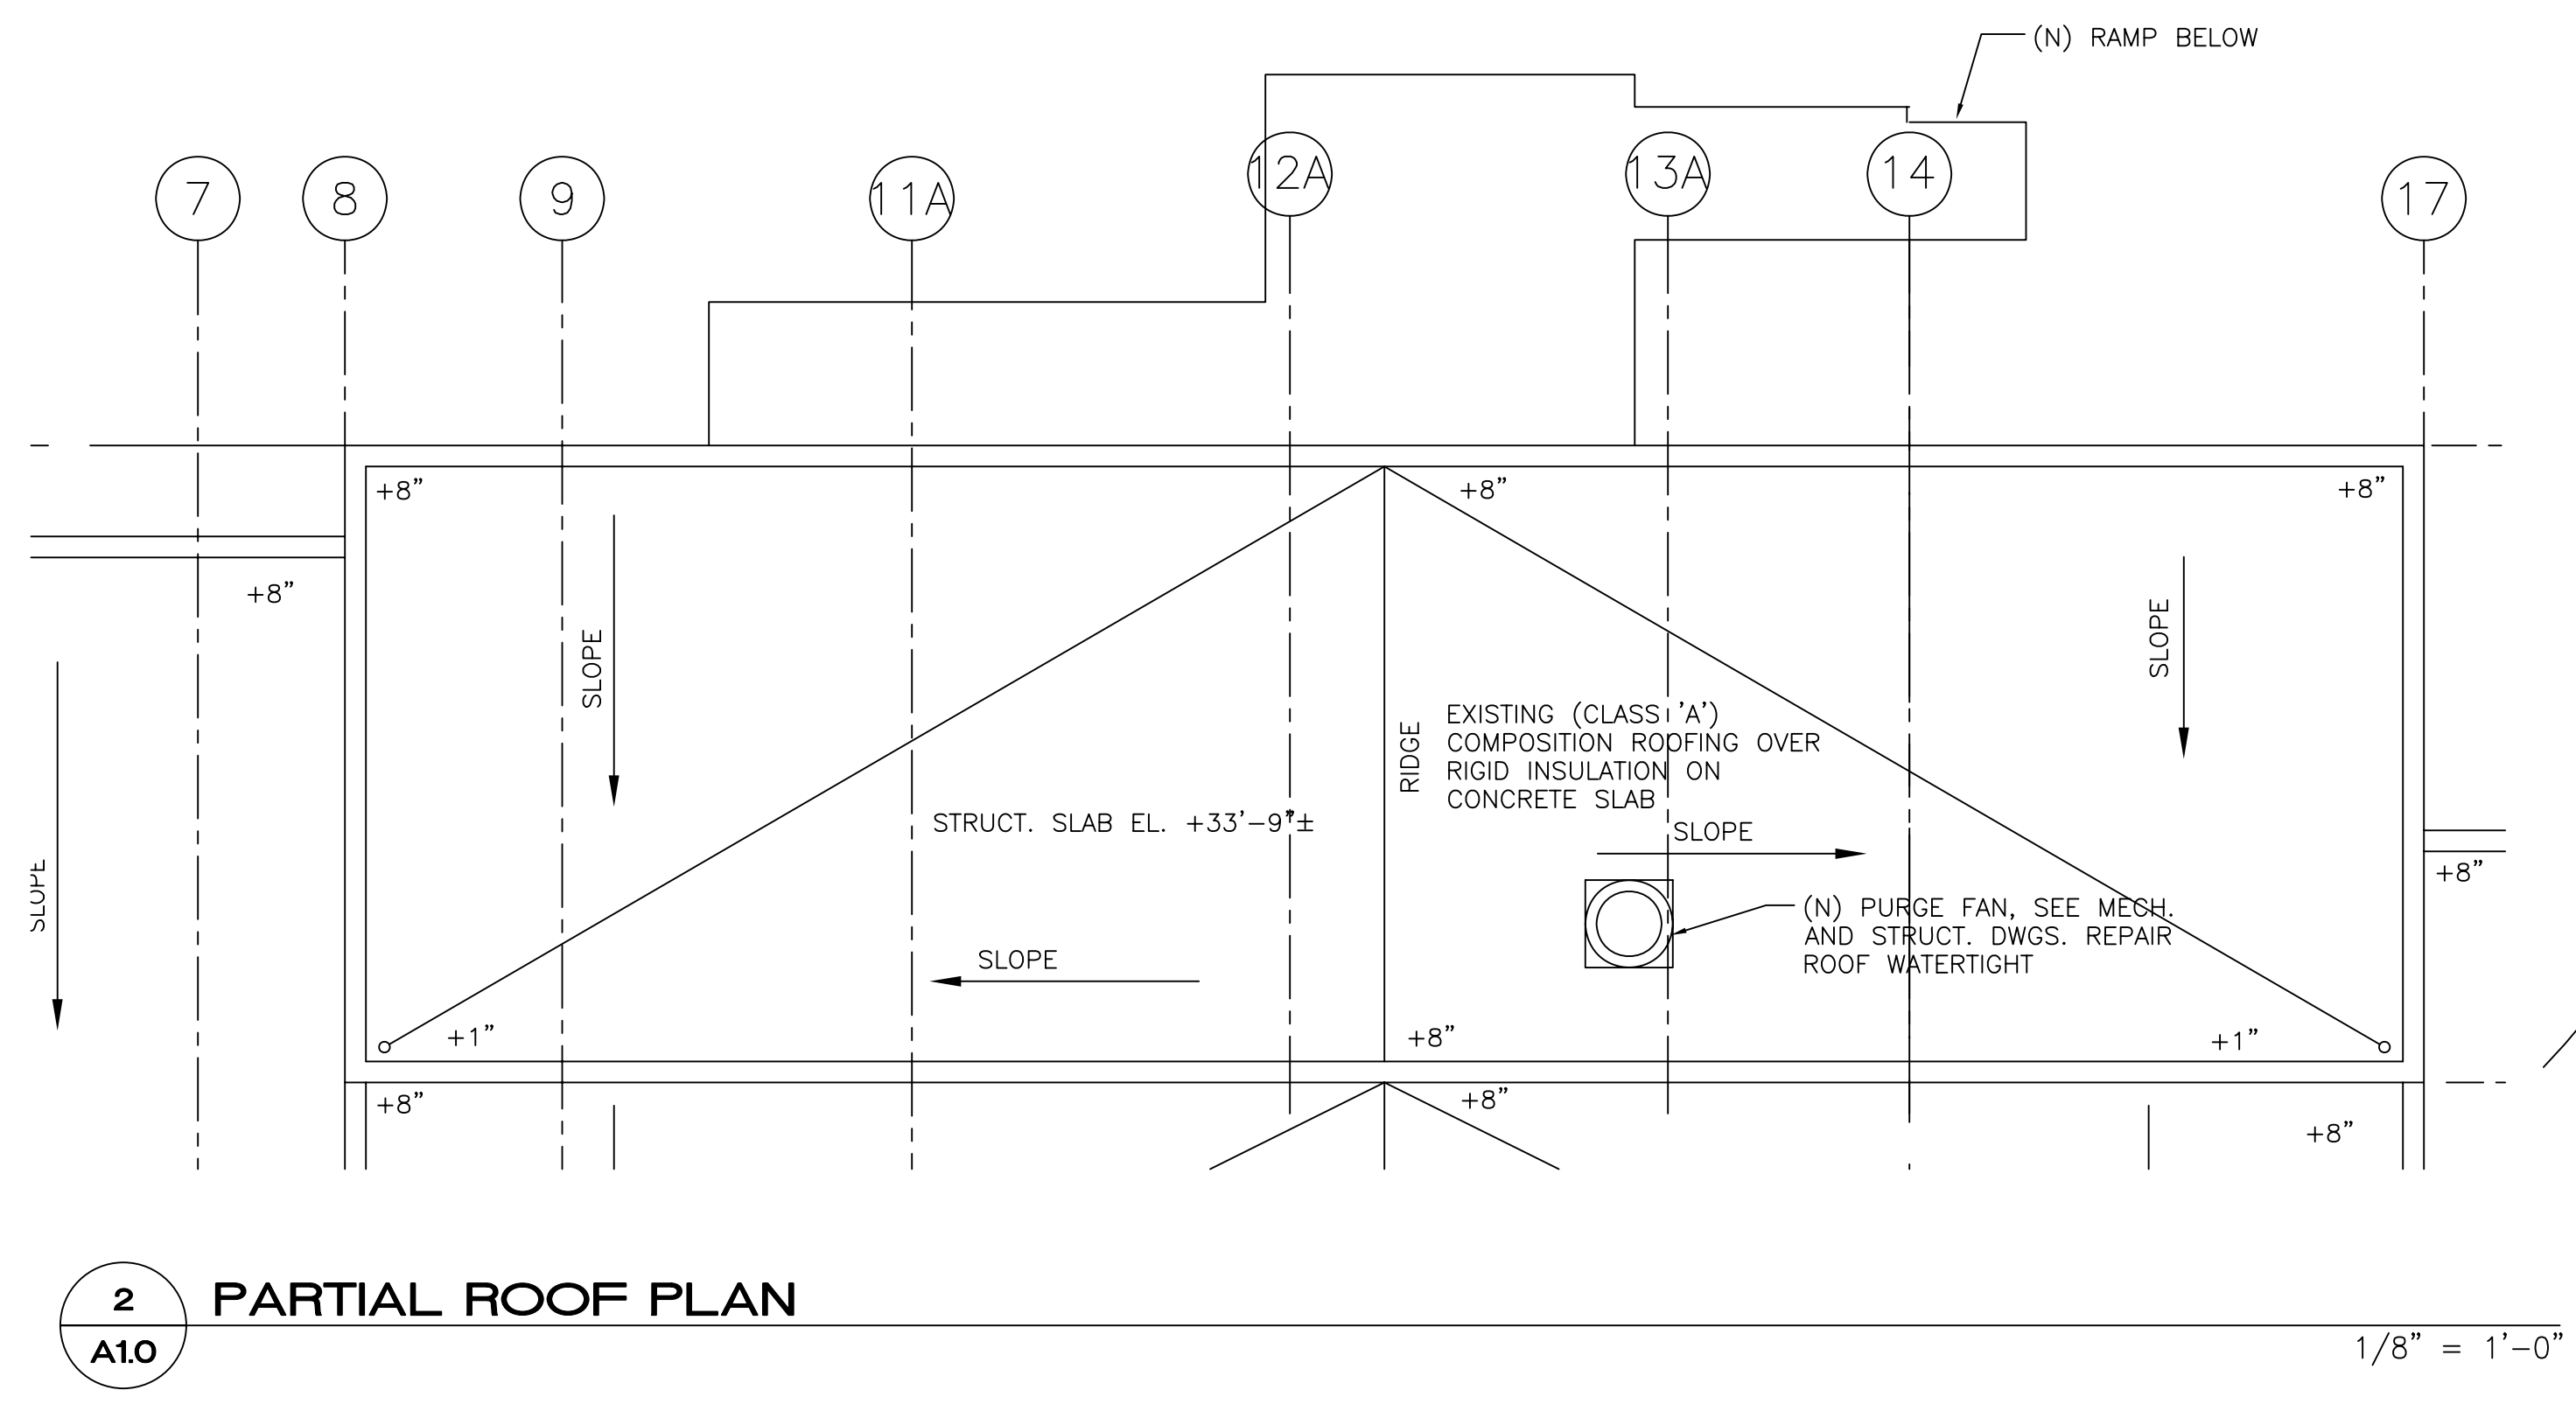 (N) RAMP BELOW
7
8
9
11A
12A
13A
14
17
+8”
+8”
+8”
+8”
SLOPE
SLOPE
SLOPE
RIDGE
EXISTING (CLASS 'A')
COMPOSITION ROOFING OVER
RIGID INSULATION ON
CONCRETE SLAB
STRUCT. SLAB EL. +33'-9”±
SLOPE
+8”
(N) PURGE FAN, SEE MECH.
AND STRUCT. DWGS. REPAIR
ROOF WATERTIGHT
SLOPE
+1”
+8”
+1”
+8”
+8”
+8”
2
A1.0
PARTIAL ROOF PLAN
1/8” = 1'-0”